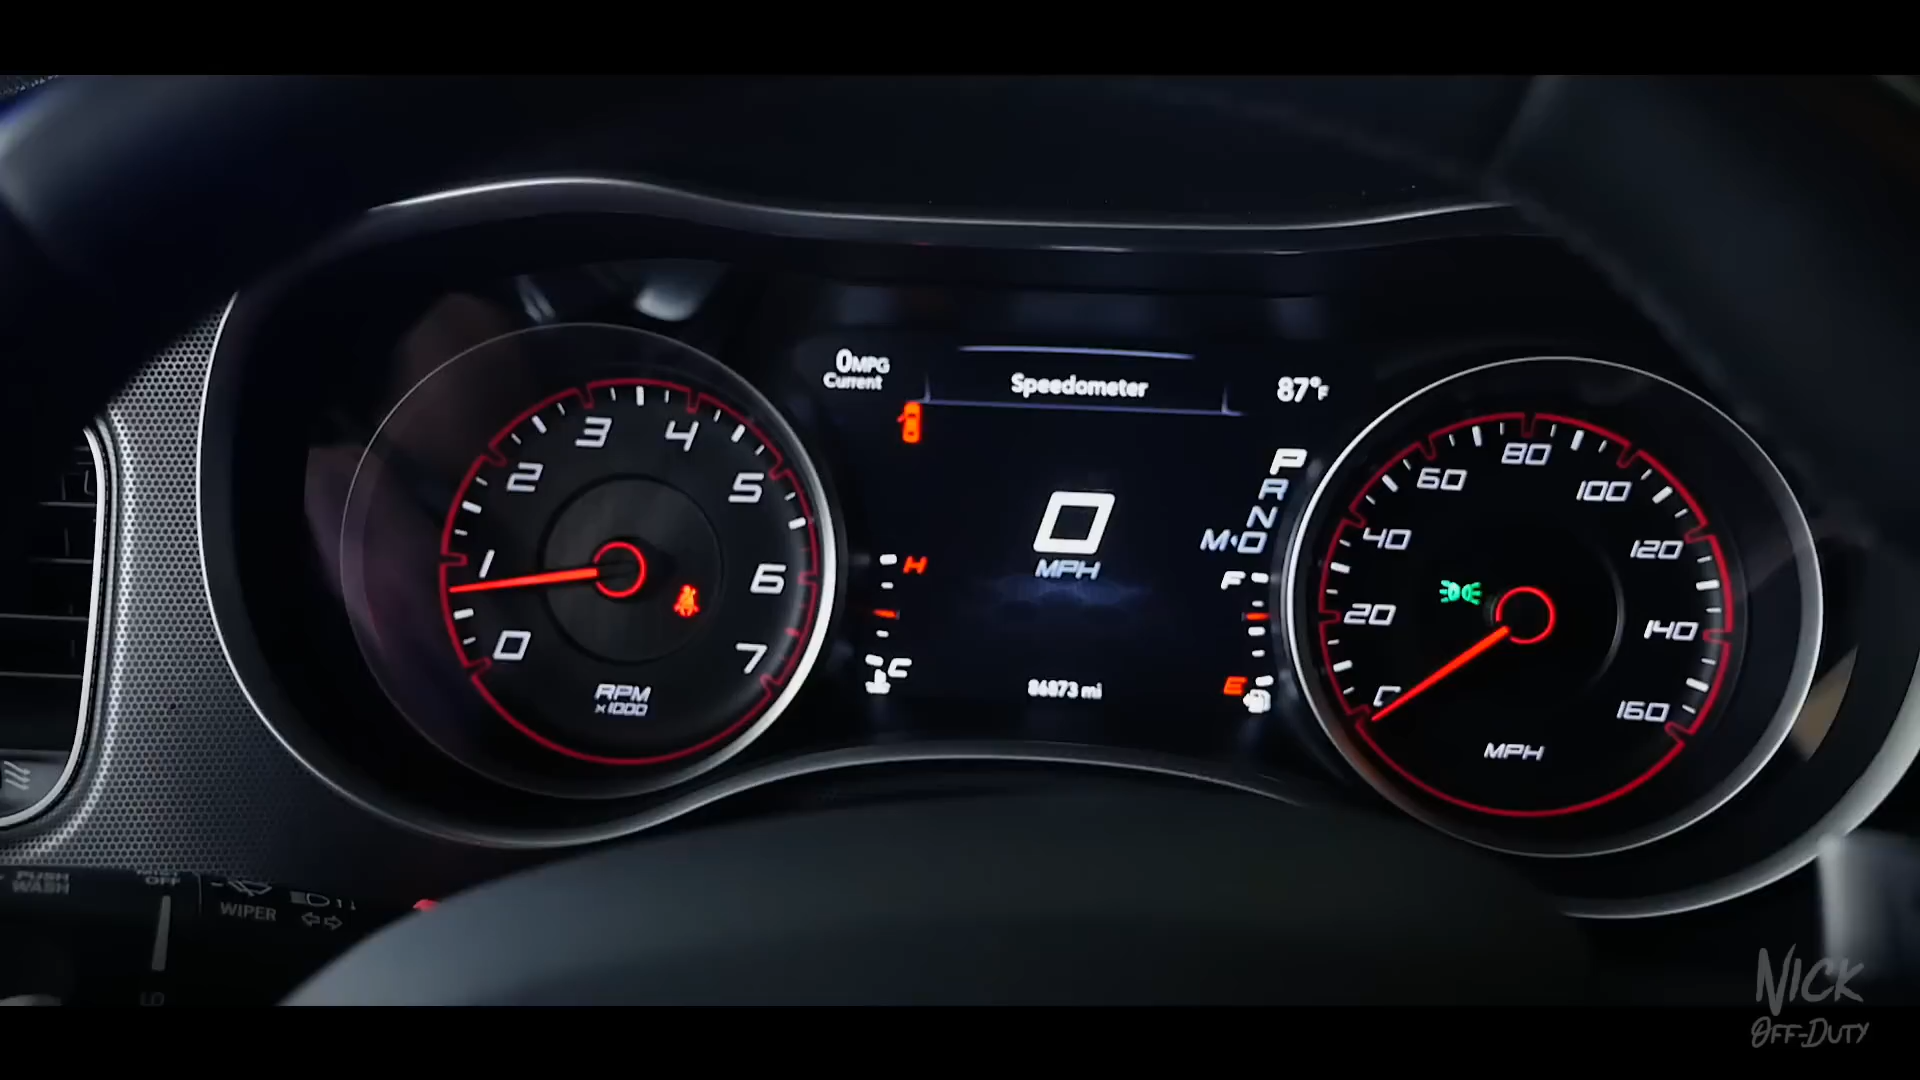 0MPG
Current
Speedometer
87°F
P
R
N
M·D
0
MPH
86873 mi
H
C
F
E
0
1
2
3
4
5
6
7
RPM
x1000
20
40
60
80
100
120
140
160
MPH
PUSH
WASH
OFF
WIPER
LO
NICK
OFF-DUTY